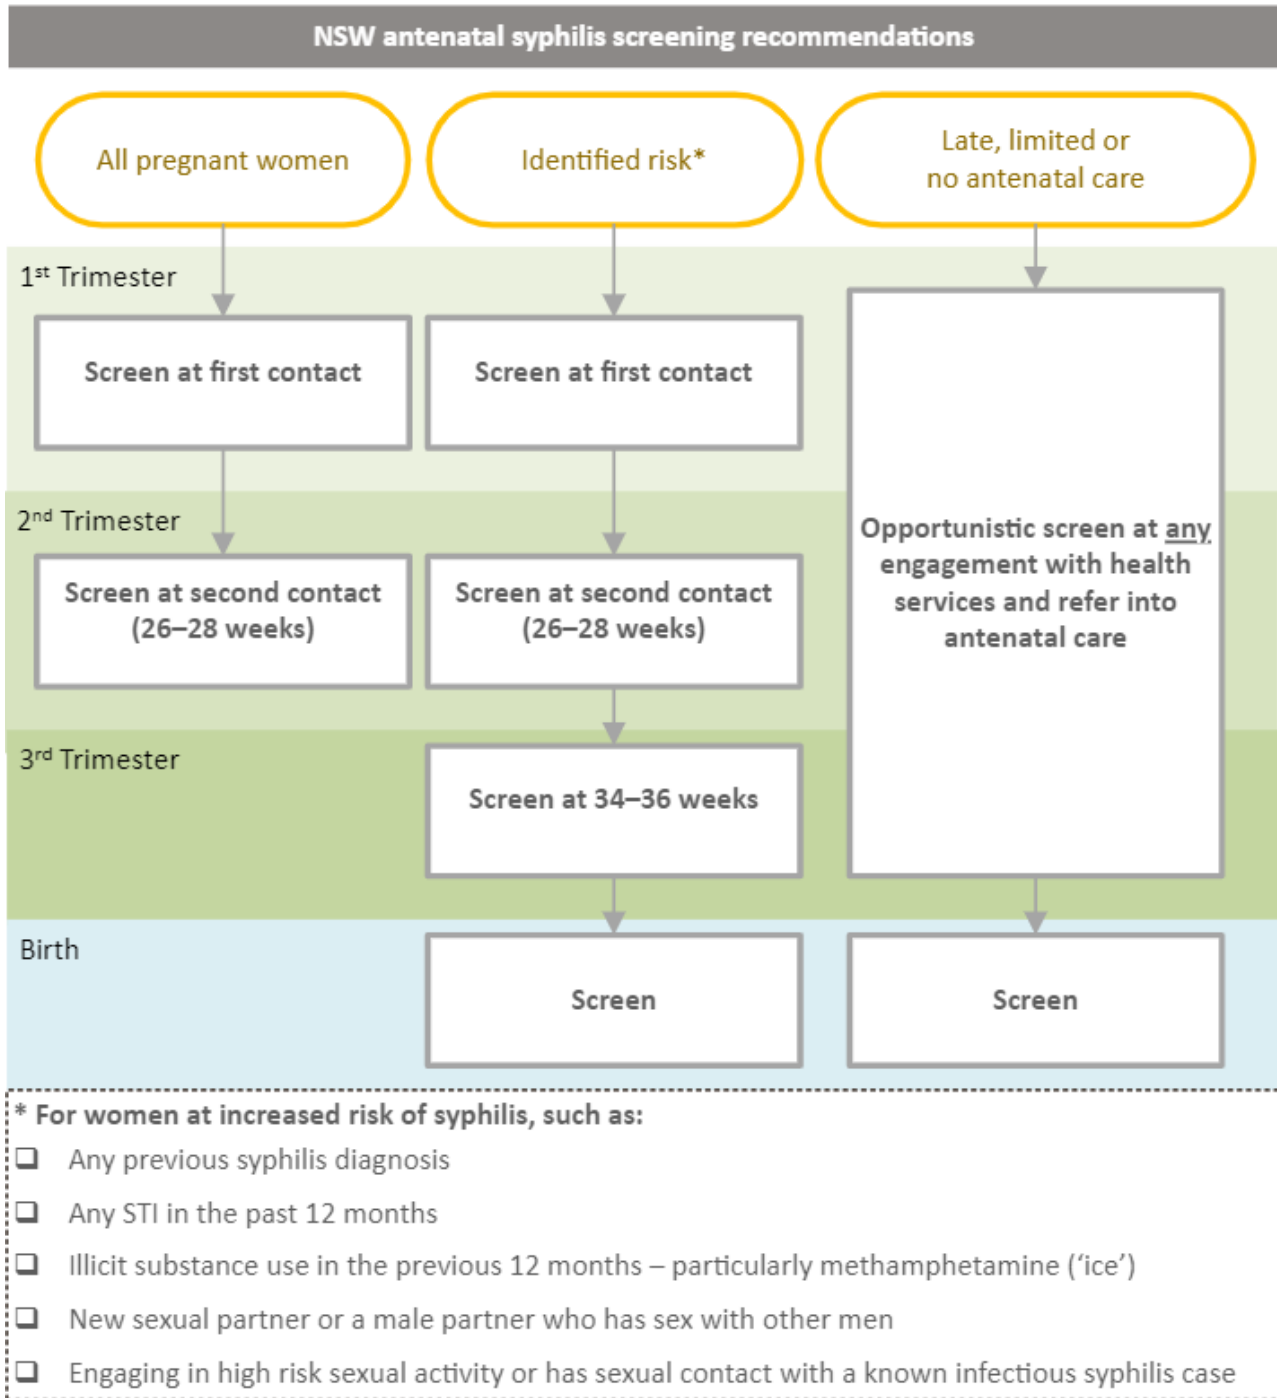 NSW antenatal syphilis screening recommendations
All pregnant women
Identified risk*
Late, limited or
no antenatal care
1st Trimester
Screen at first contact
Screen at first contact
2nd Trimester
Screen at second contact
(26–28 weeks)
Screen at second contact
(26–28 weeks)
Opportunistic screen at any
engagement with health
services and refer into
antenatal care
3rd Trimester
Screen at 34–36 weeks
Birth
Screen
Screen
* For women at increased risk of syphilis, such as:
❑ Any previous syphilis diagnosis
❑ Any STI in the past 12 months
❑ Illicit substance use in the previous 12 months – particularly methamphetamine (‘ice’)
❑ New sexual partner or a male partner who has sex with other men
❑ Engaging in high risk sexual activity or has sexual contact with a known infectious syphilis case